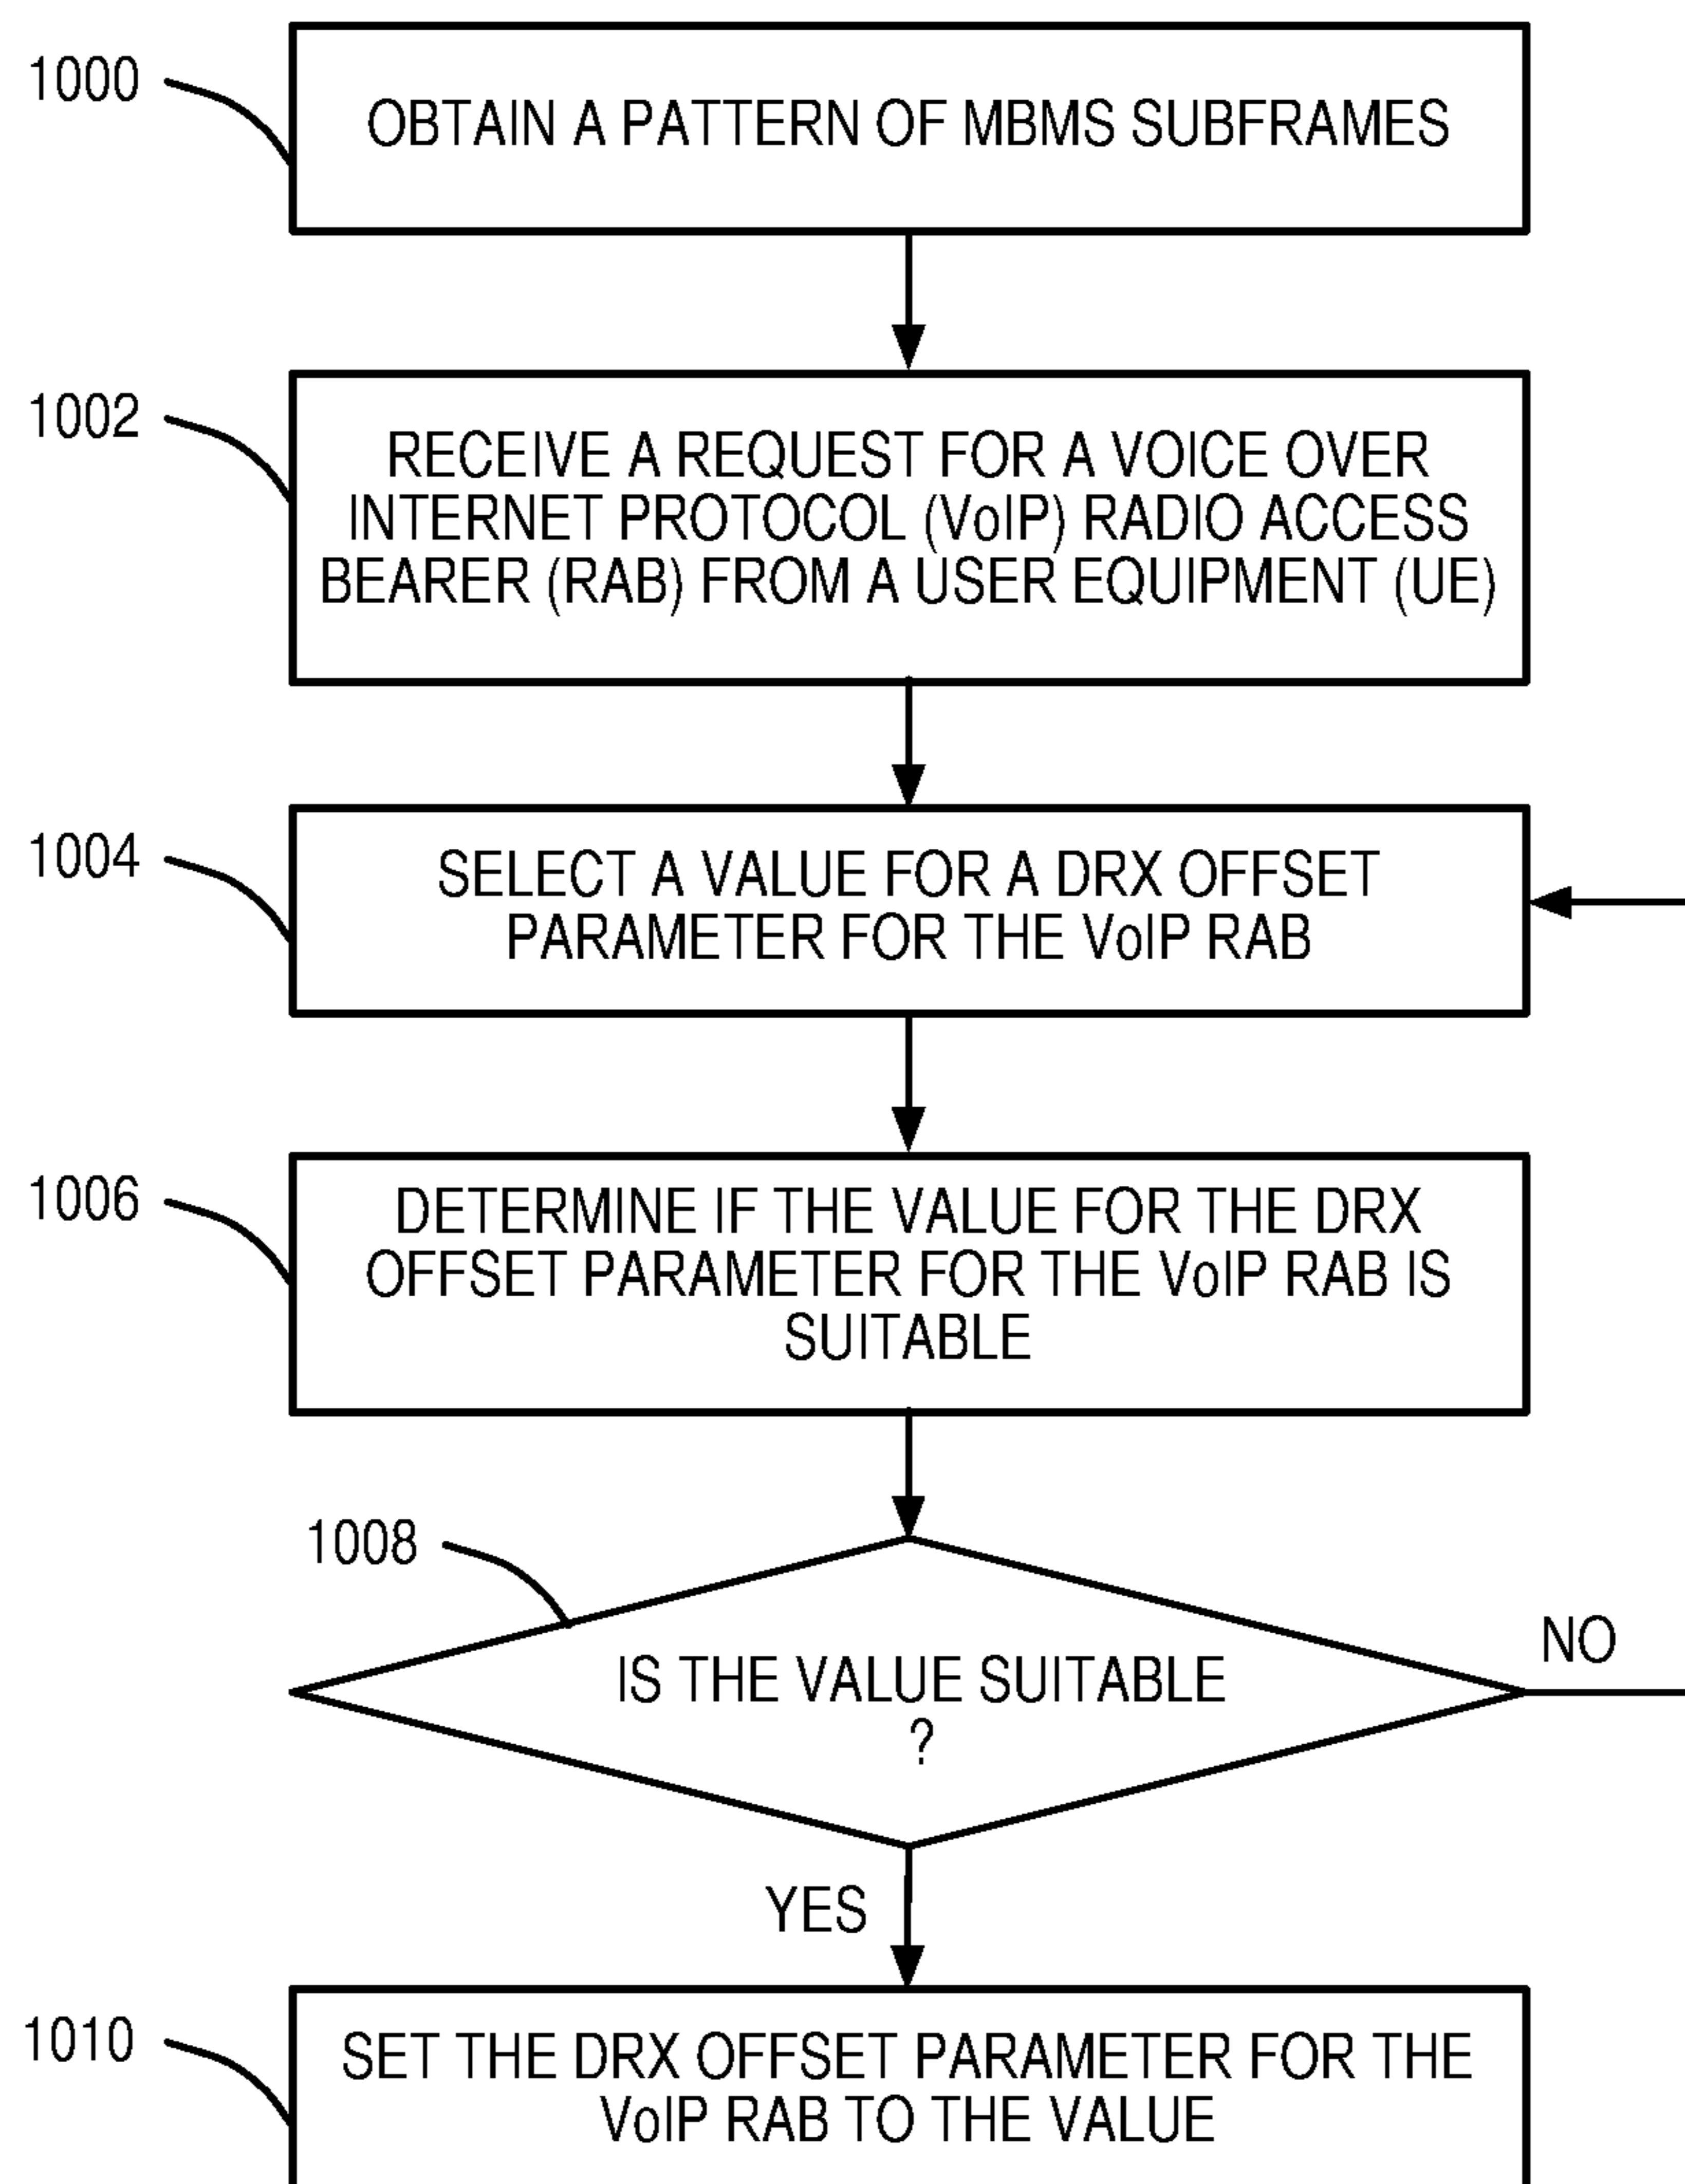 1000
OBTAIN A PATTERN OF MBMS SUBFRAMES
1002
RECEIVE A REQUEST FOR A VOICE OVER
INTERNET PROTOCOL (VoIP) RADIO ACCESS
BEARER (RAB) FROM A USER EQUIPMENT (UE)
1004
SELECT A VALUE FOR A DRX OFFSET
PARAMETER FOR THE VoIP RAB
1006
DETERMINE IF THE VALUE FOR THE DRX
OFFSET PARAMETER FOR THE VoIP RAB IS
SUITABLE
1008
IS THE VALUE SUITABLE
?
NO
YES
1010
SET THE DRX OFFSET PARAMETER FOR THE
VoIP RAB TO THE VALUE